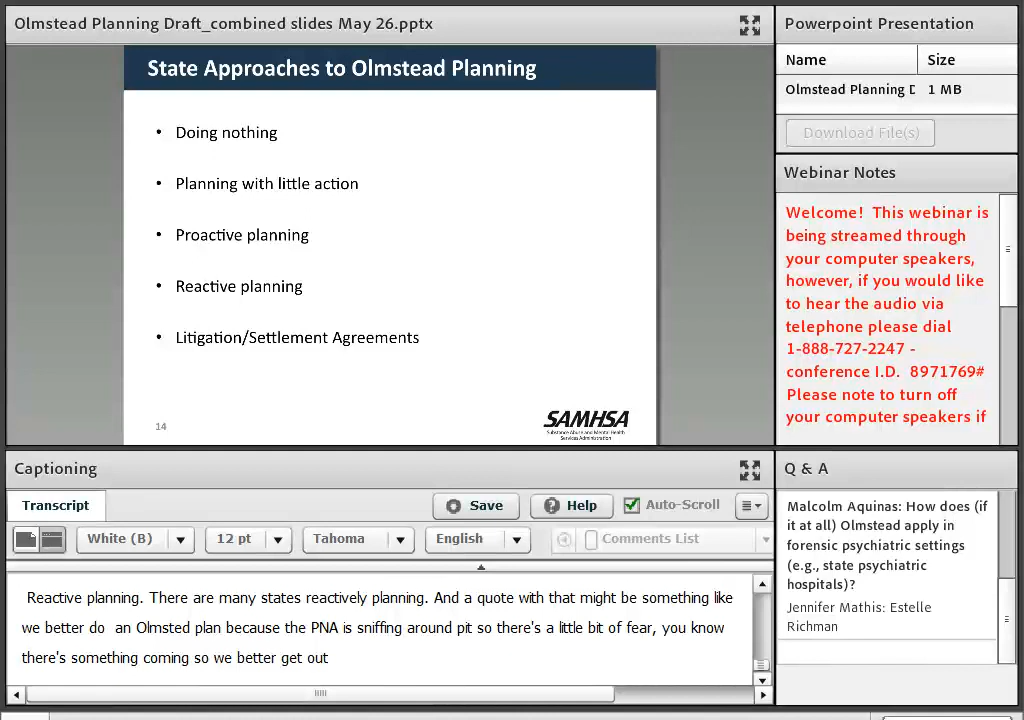 Olmstead Planning Draft_combined slides May 26.pptx
State Approaches to Olmstead Planning
• Doing nothing
• Planning with little action
• Proactive planning
• Reactive planning
• Litigation/Settlement Agreements
14
SAMHSA
Substance Abuse and Mental Health
Services Administration
Powerpoint Presentation
Name Size
Olmstead Planning D 1 MB
Download File(s)
Webinar Notes
Welcome! This webinar is
being streamed through
your computer speakers,
however, if you would like
to hear the audio via
telephone please dial
1-888-727-2247 -
conference I.D. 8971769#
Please note to turn off
your computer speakers if
Captioning
Transcript
Save Help Auto-Scroll
White (B) 12 pt Tahoma English Comments List
Reactive planning. There are many states reactively planning. And a quote with that might be something like
we better do an Olmsted plan because the PNA is sniffing around pit so there's a little bit of fear, you know
there's something coming so we better get out
Q & A
Malcolm Aquinas: How does (if
it at all) Olmstead apply in
forensic psychiatric settings
(e.g., state psychiatric
hospitals)?
Jennifer Mathis: Estelle
Richman